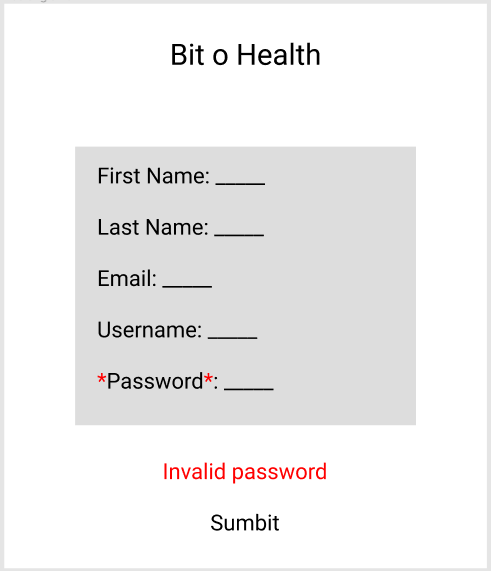 Bit o Health
First Name: _____
Last Name: _____
Email: _____
Username: _____
*Password*: _____
Invalid password
Sumbit